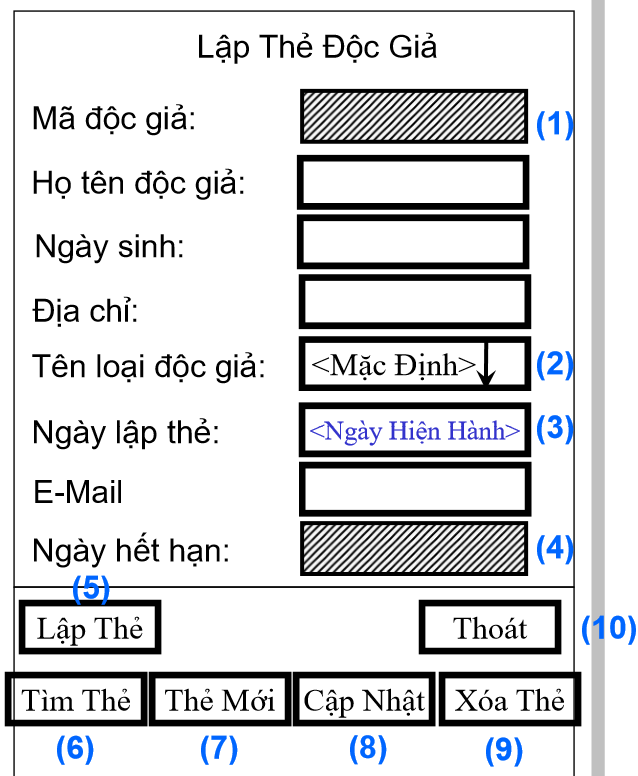 Lập Thẻ Độc Giả
Mã độc giả: (1)
Họ tên độc giả:
Ngày sinh:
Địa chỉ:
Tên loại độc giả: <Mặc Định> (2)
Ngày lập thẻ: <Ngày Hiện Hành> (3)
E-Mail
Ngày hết hạn: (4)
(5)
Lập Thẻ Thoát (10)
Tìm Thẻ Thẻ Mới Cập Nhật Xóa Thẻ
(6) (7) (8) (9)